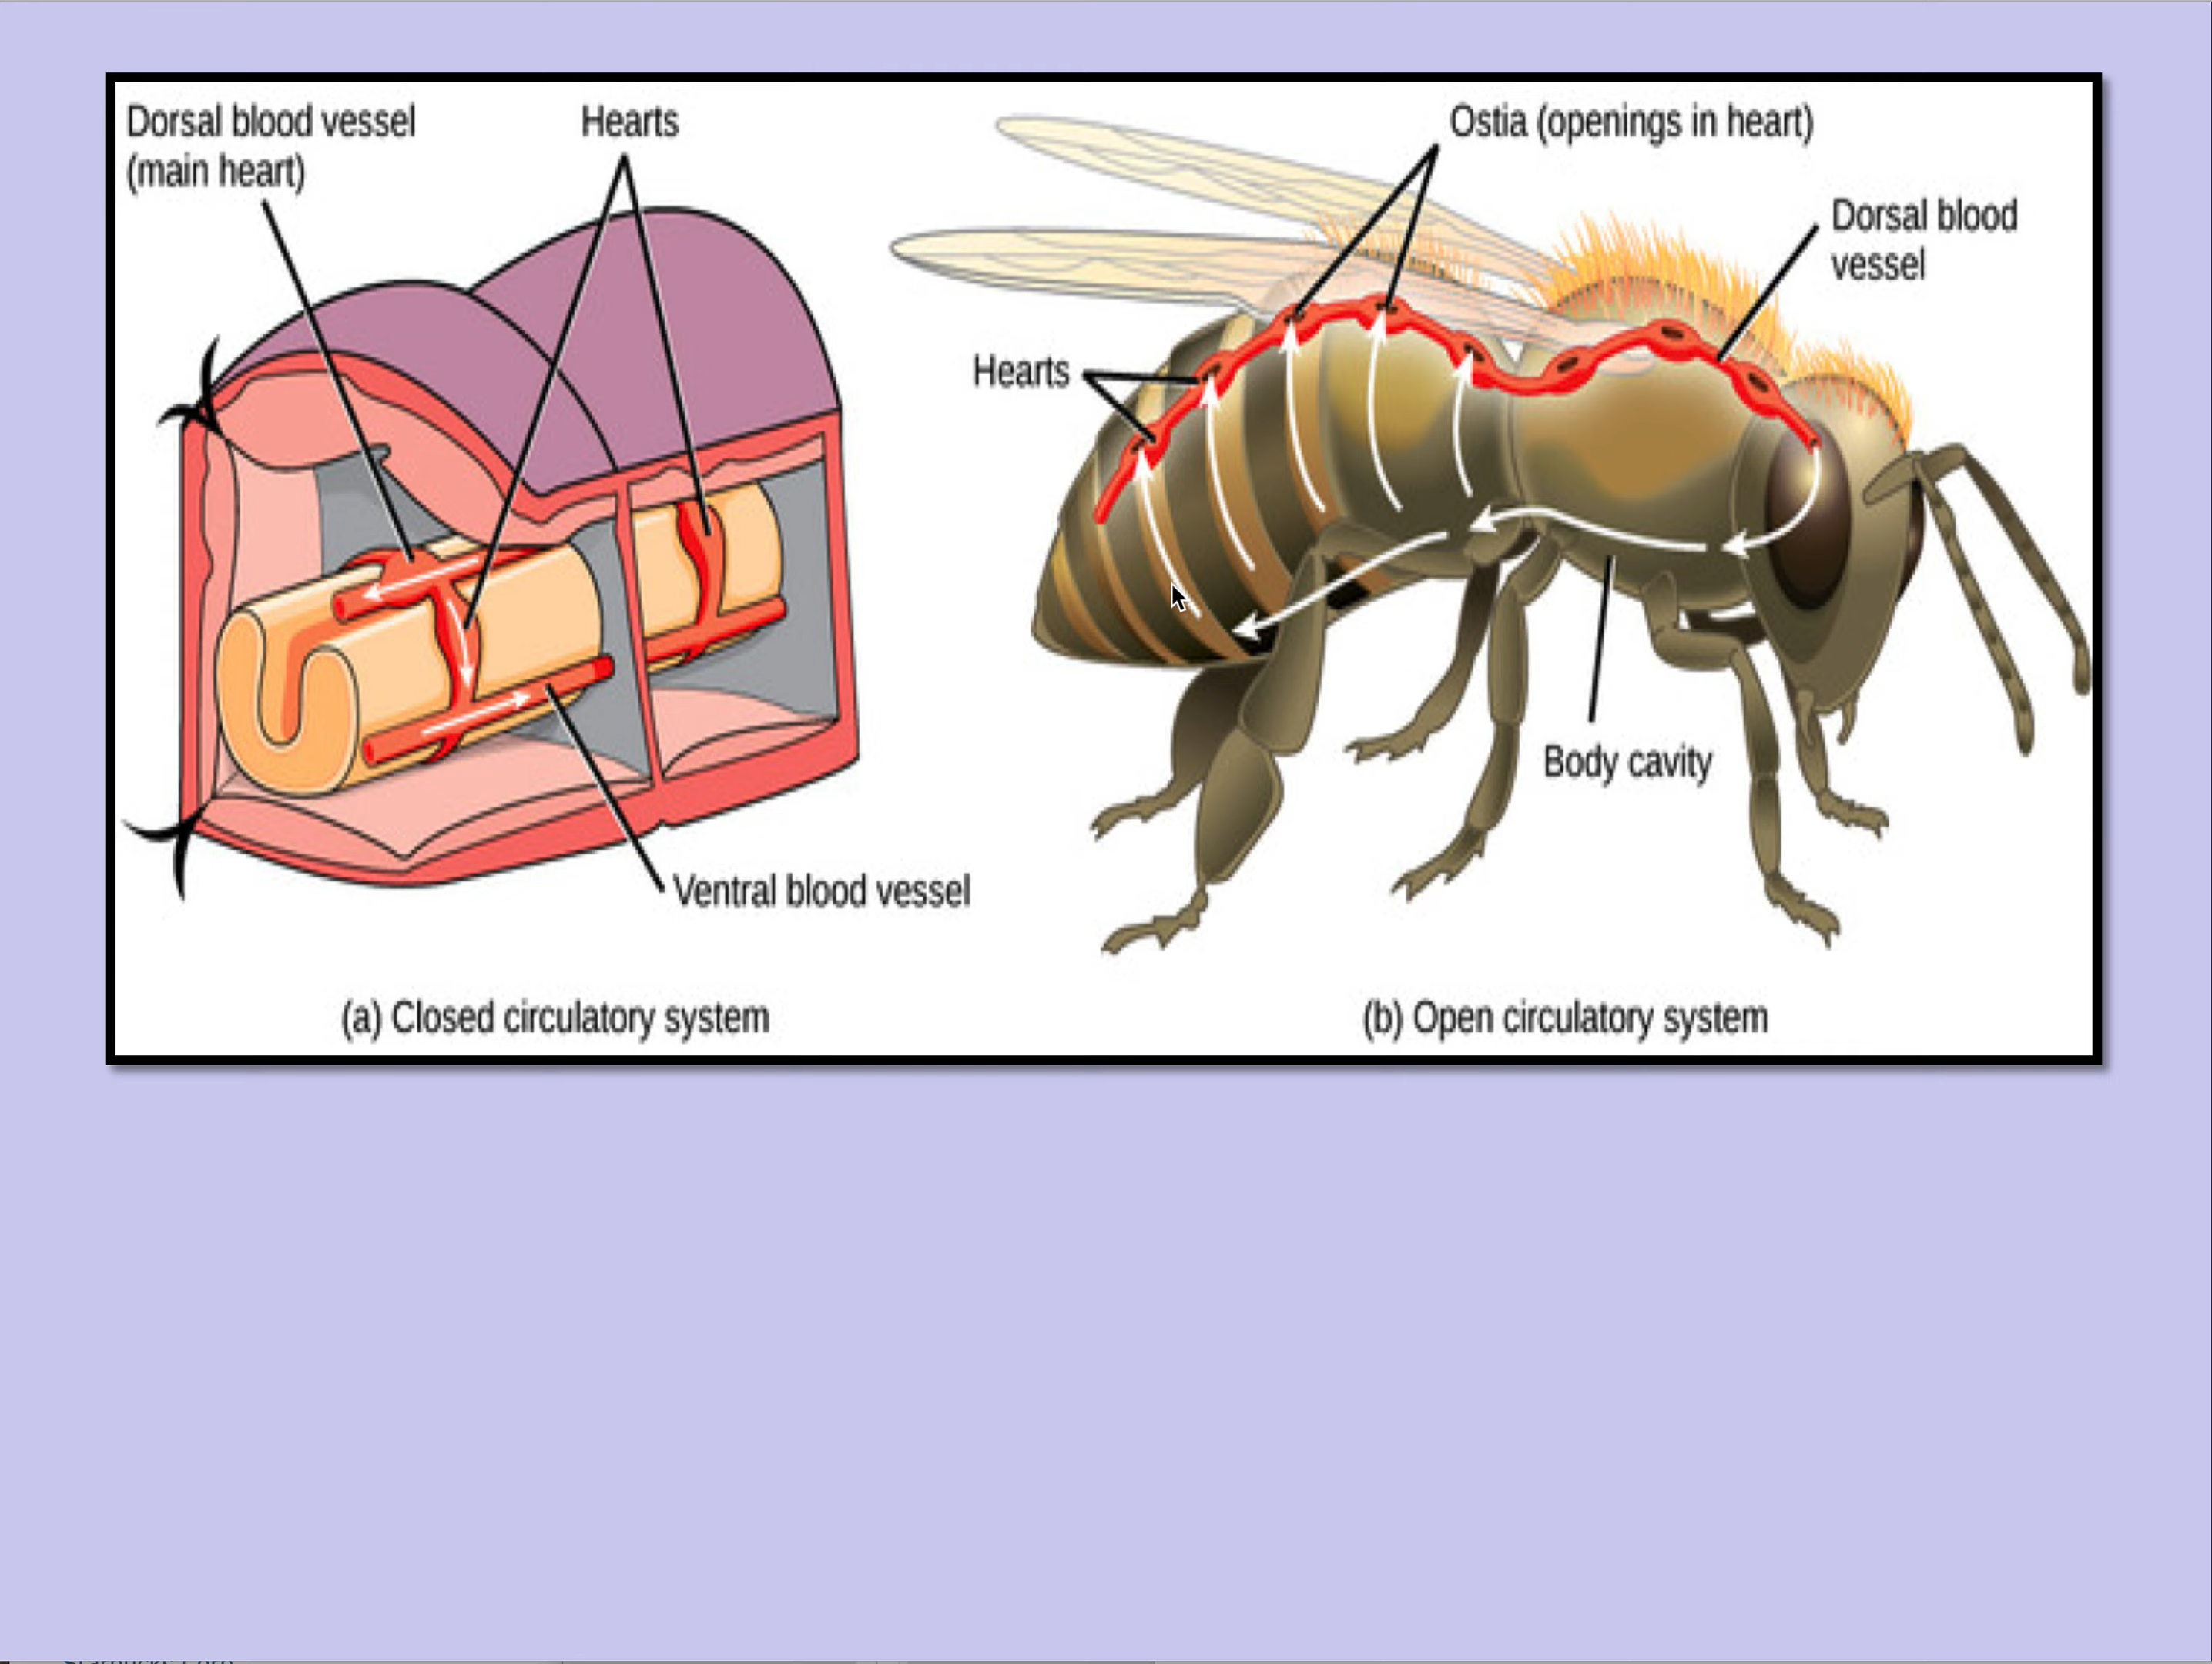 Dorsal blood vessel
(main heart)
Hearts
Ostia (openings in heart)
Dorsal blood
vessel
Hearts
Body cavity
Ventral blood vessel
(a) Closed circulatory system
(b) Open circulatory system